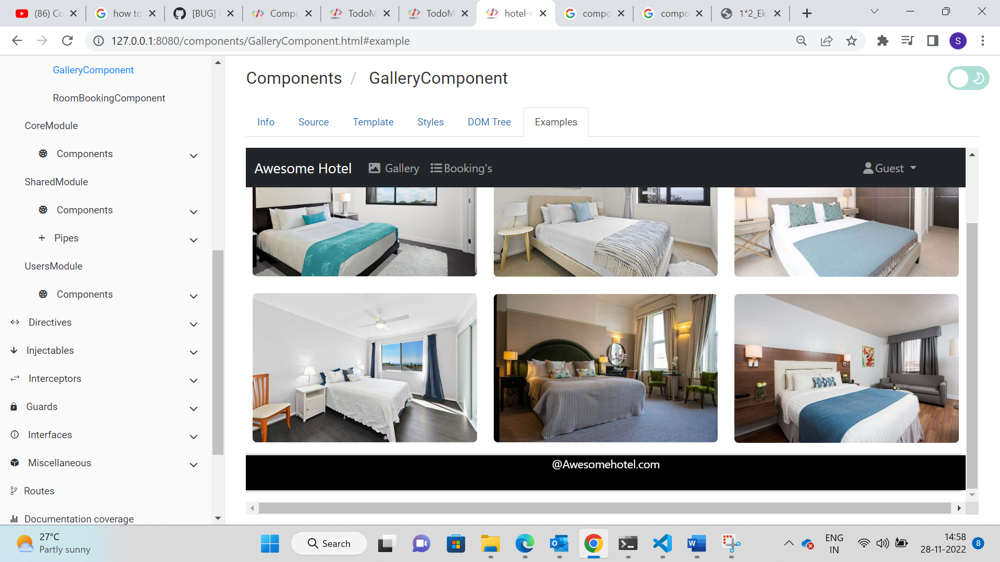 (86) Co
how to
[BUG]
Compo
TodoM
TodoM
hotel-r
compo
compo
1*2_Ek
127.0.0.1:8080/components/GalleryComponent.html#example
S
GalleryComponent
RoomBookingComponent
CoreModule
Components
SharedModule
Components
Pipes
UsersModule
Components
Directives
Injectables
Interceptors
Guards
Interfaces
Miscellaneous
Routes
Documentation coverage
Components / GalleryComponent
Info Source Template Styles DOM Tree Examples
Awesome Hotel Gallery Booking's Guest
@Awesomehotel.com
27°C
Partly sunny
Search
ENG
IN
14:58
28-11-2022
8